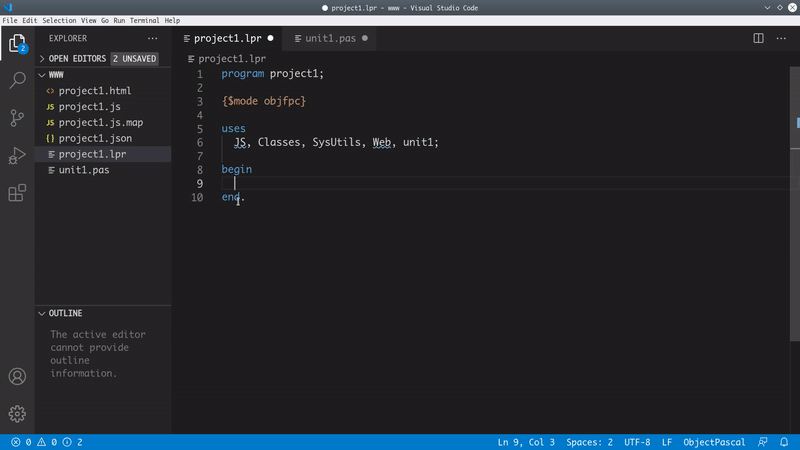 project1.lpr - www - Visual Studio Code
File Edit Selection View Go Run Terminal Help
EXPLORER
project1.lpr
unit1.pas
OPEN EDITORS 2 UNSAVED
project1.lpr
WWW
project1.html
JS project1.js
project1.js.map
{} project1.json
project1.lpr
unit1.pas
2
1 program project1;
2
3 {$mode objfpc}
4
5 uses
6 JS, Classes, SysUtils, Web, unit1;
7
8 begin
9
10 end.
OUTLINE
The active editor
cannot provide
outline
information.
0 0 2
Ln 9, Col 3 Spaces: 2 UTF-8 LF ObjectPascal